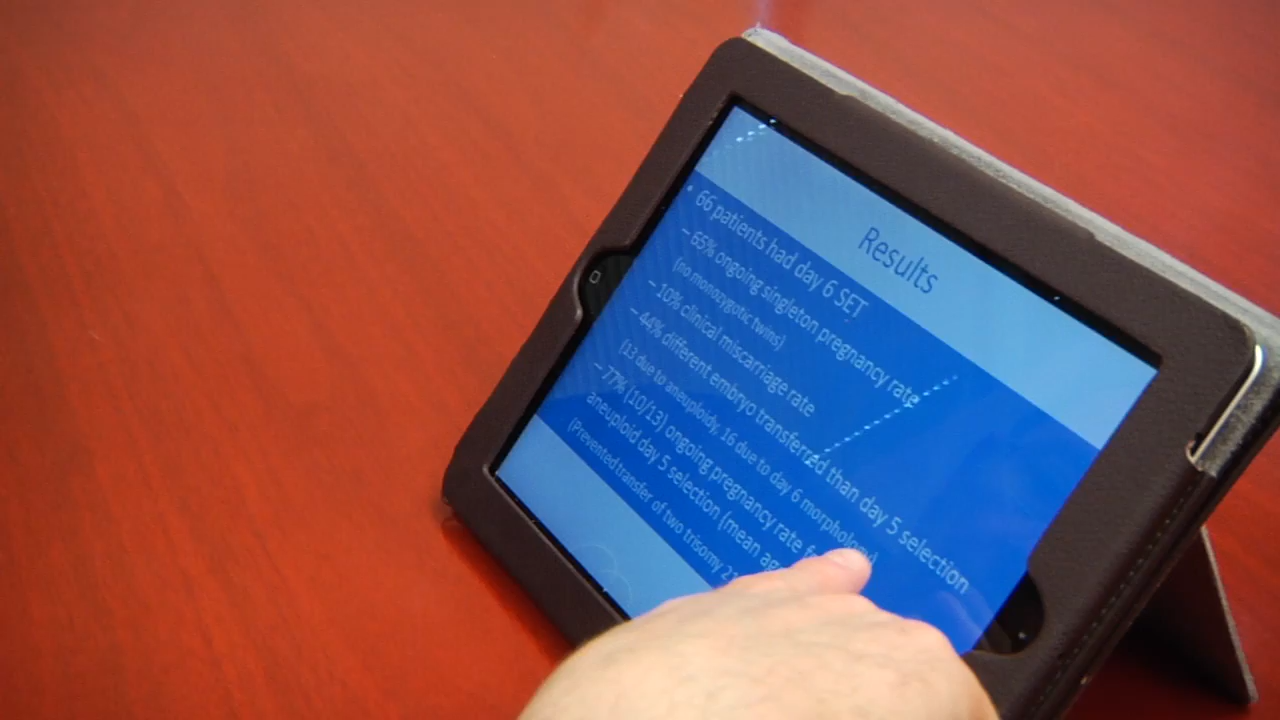 Results
• 66 patients had day 6 SET
– 65% ongoing singleton pregnancy rate
(no monozygotic twins)
– 10% clinical miscarriage rate
– 44% different embryo transferred than day 5 selection
(13 due to aneuploidy, 16 due to day 6 morphology)
– 77% (10/13) ongoing pregnancy rate
aneuploid day 5 selection (mean
(Prevented transfer of two trisomy